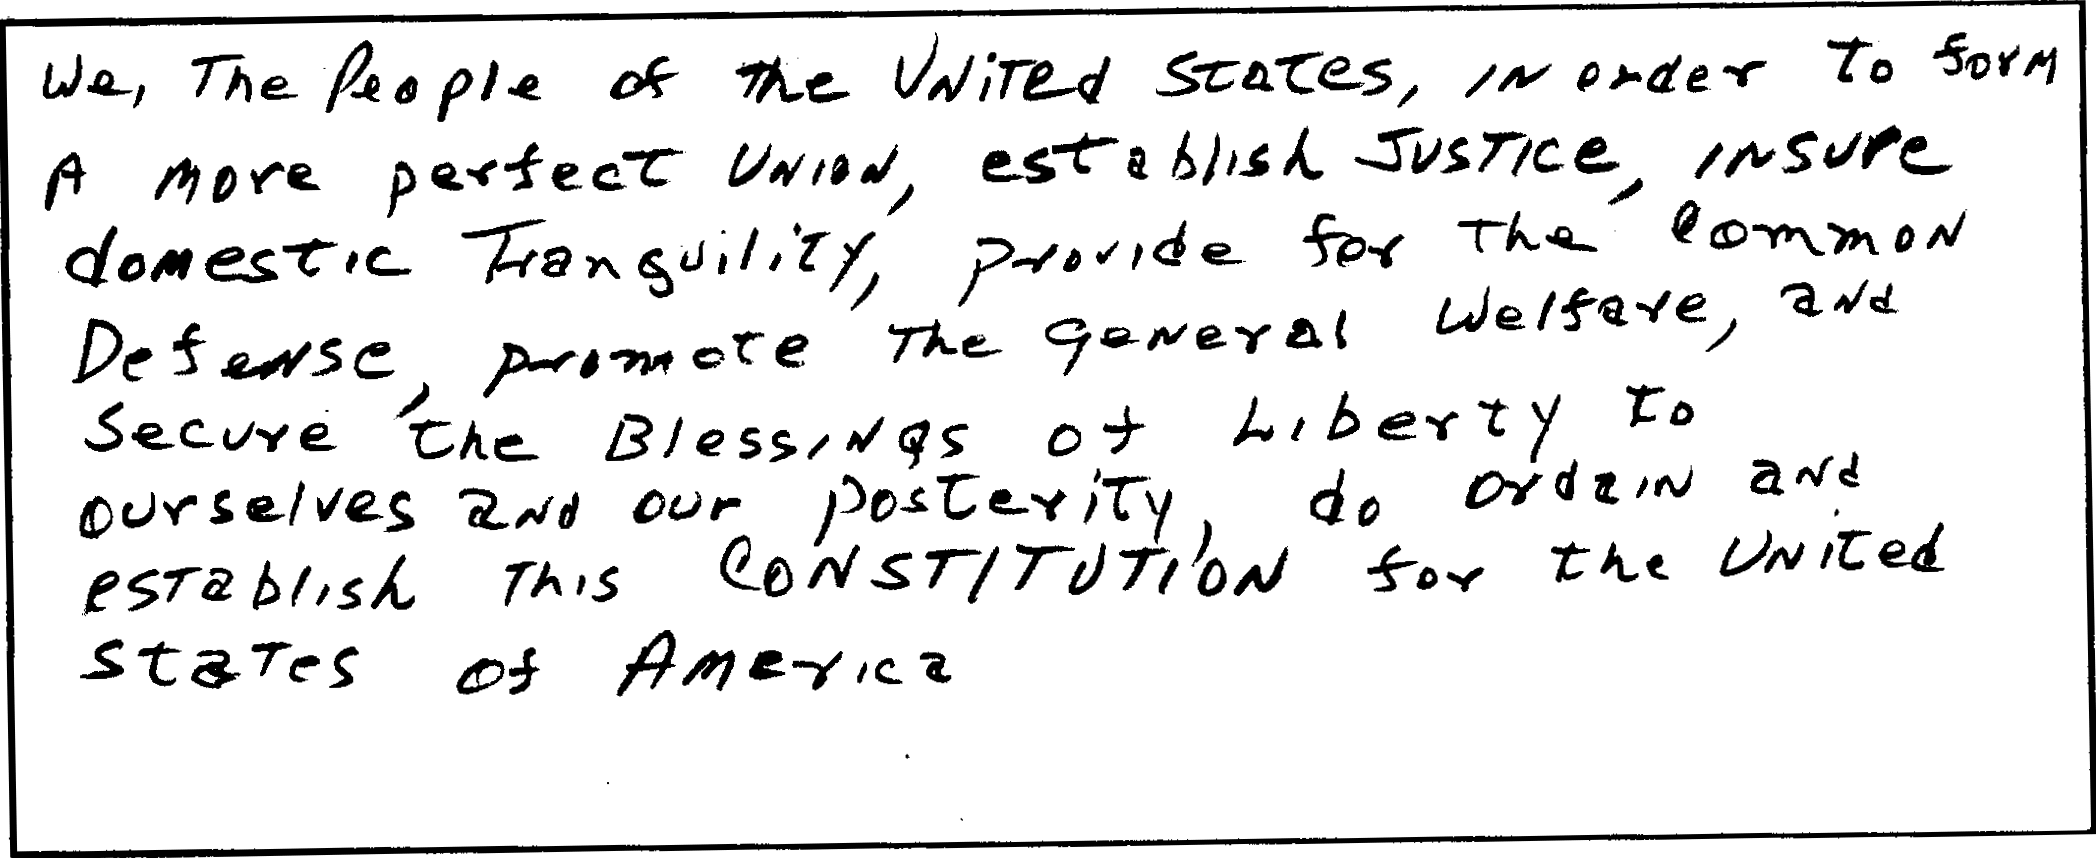 We, The People of the United States, in order to form
A more perfect Union, establish Justice, insure
domestic Tranquility, provide for the Common
Defense, promote the General Welfare, and
Secure the Blessings of Liberty to
ourselves and our posterity, do ordain and
establish This CONSTITUTION for the United
States of America